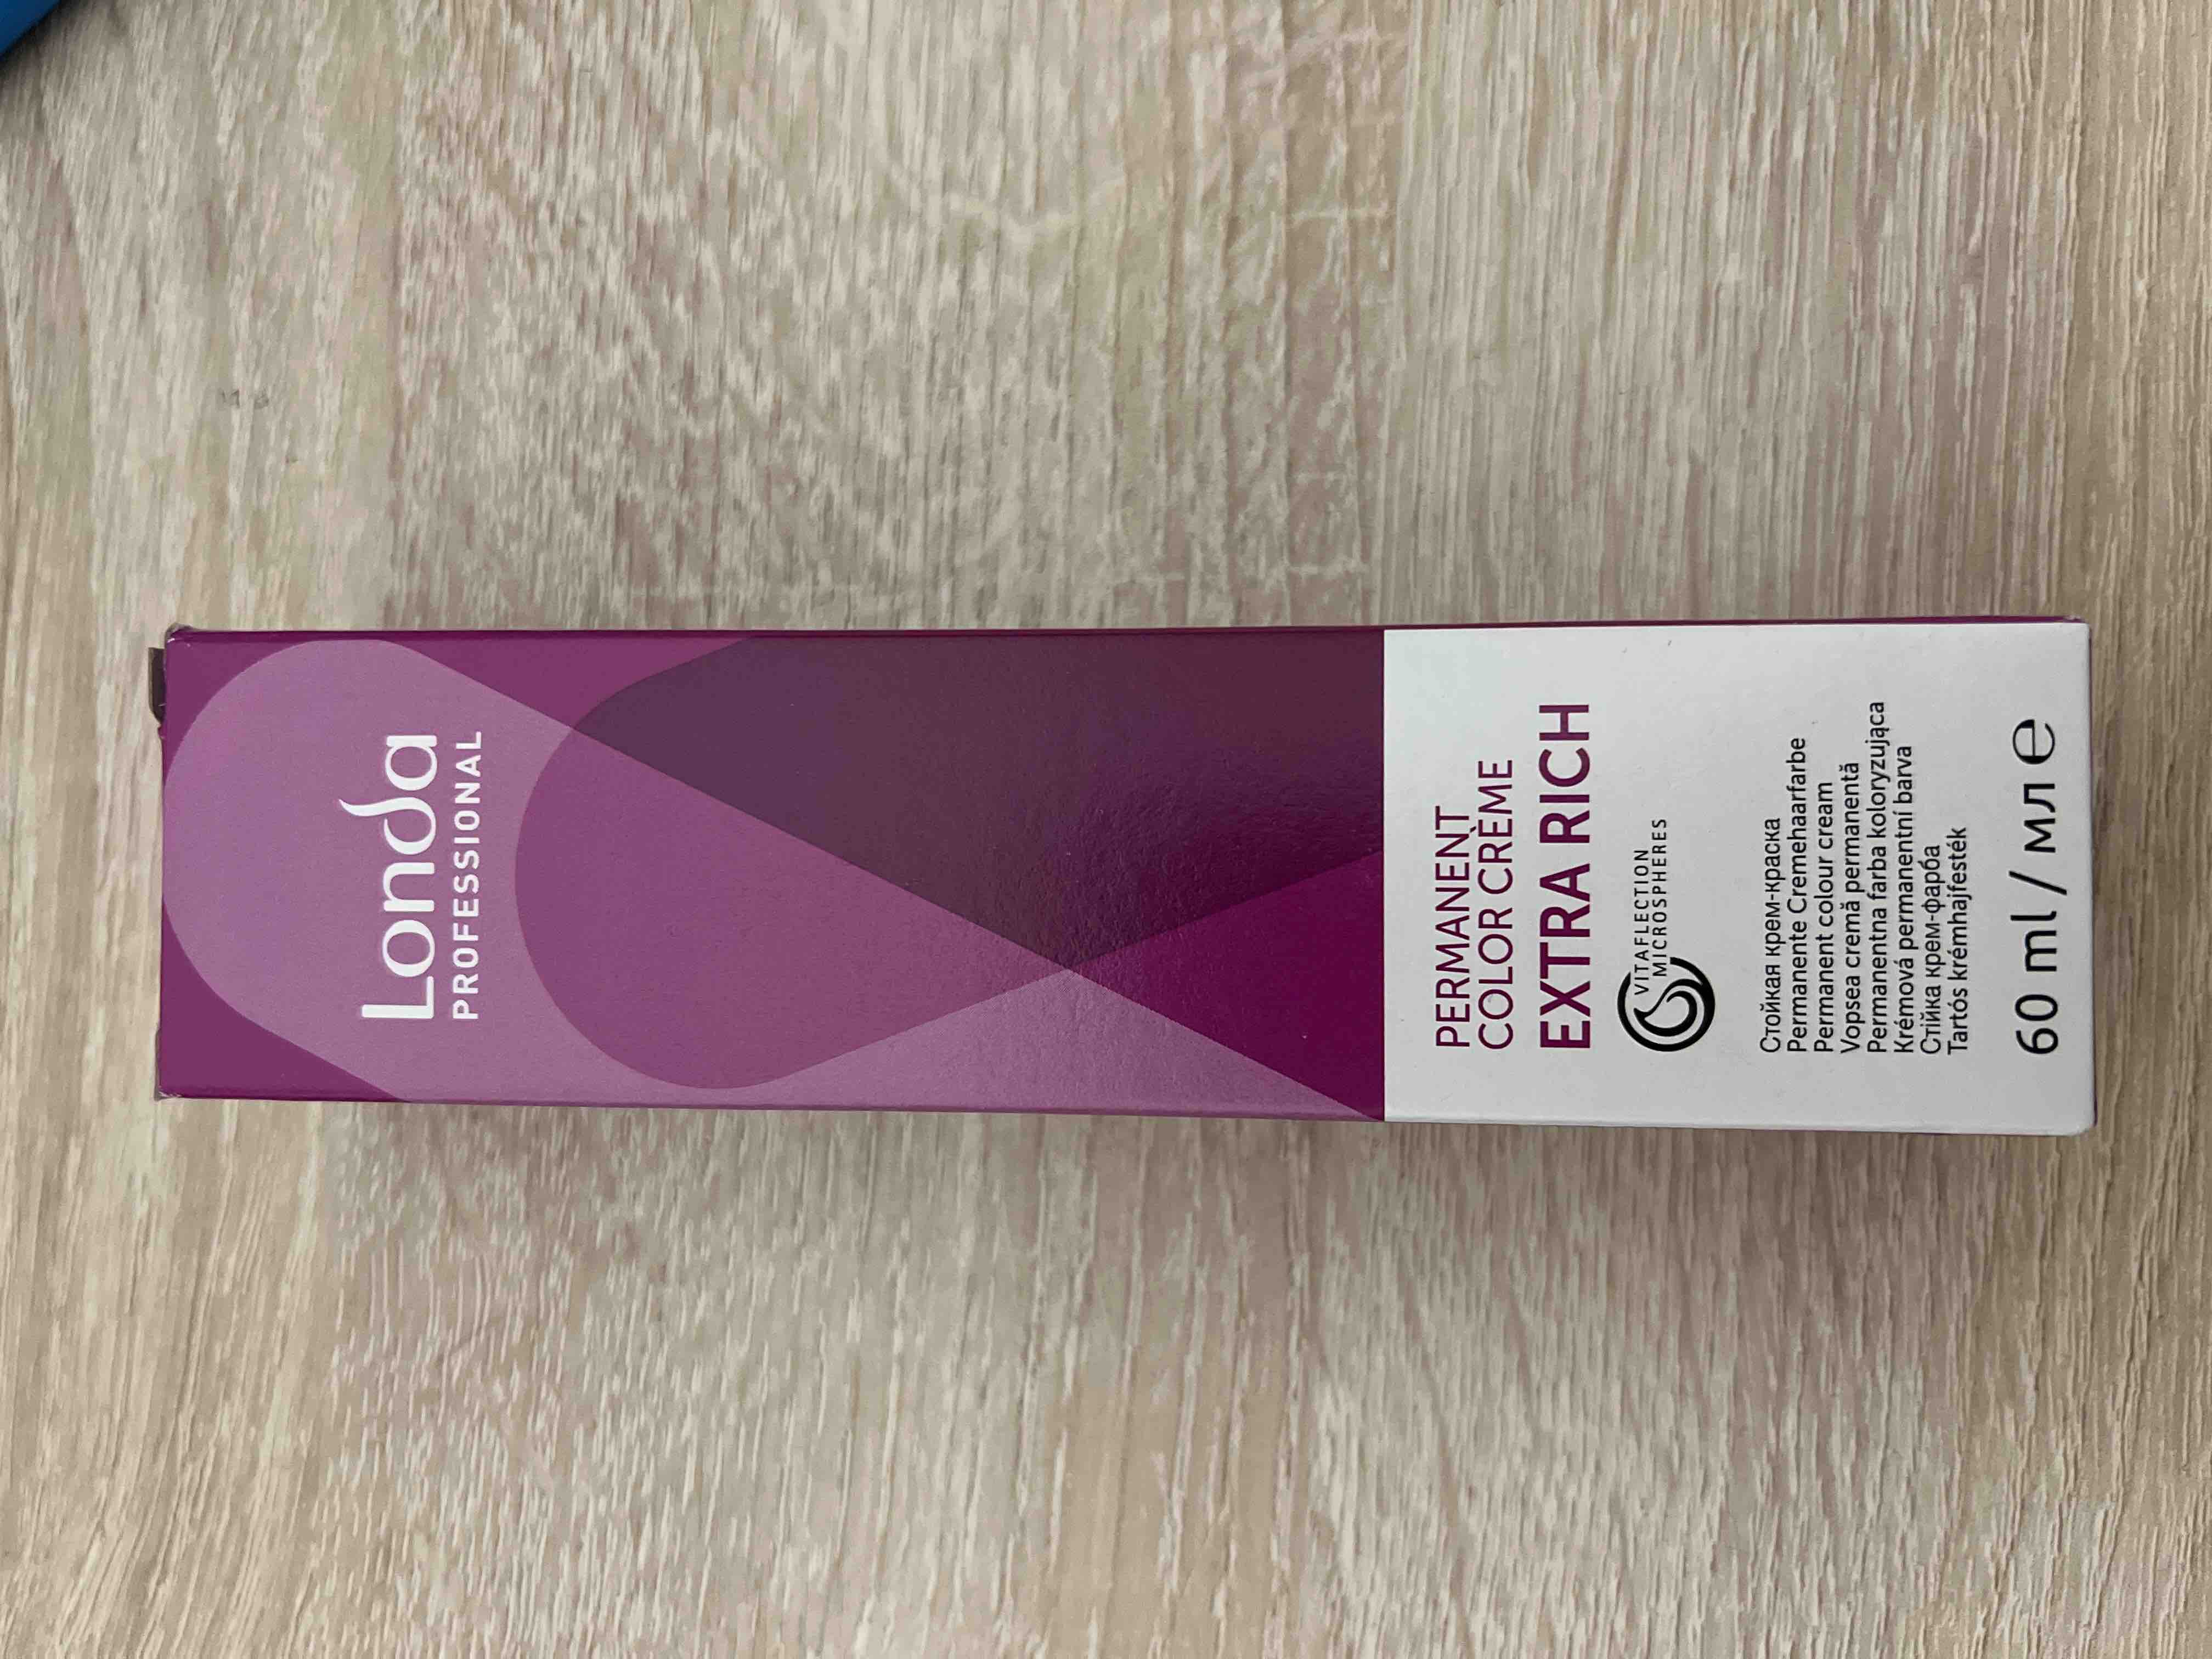 Londa
PROFESSIONAL
PERMANENT
COLOR CRÈME
EXTRA RICH
VITAFLECTION
MICROSPHERES
Стойкая крем-краска
Permanente Cremehaarfarbe
Permanent colour cream
Vopsea cremă permanentă
Permanentna farba koloryzująca
Krémová permanentní barva
Стійка крем-фарба
Tartós krémhajfesték
60 ml / мл ℮